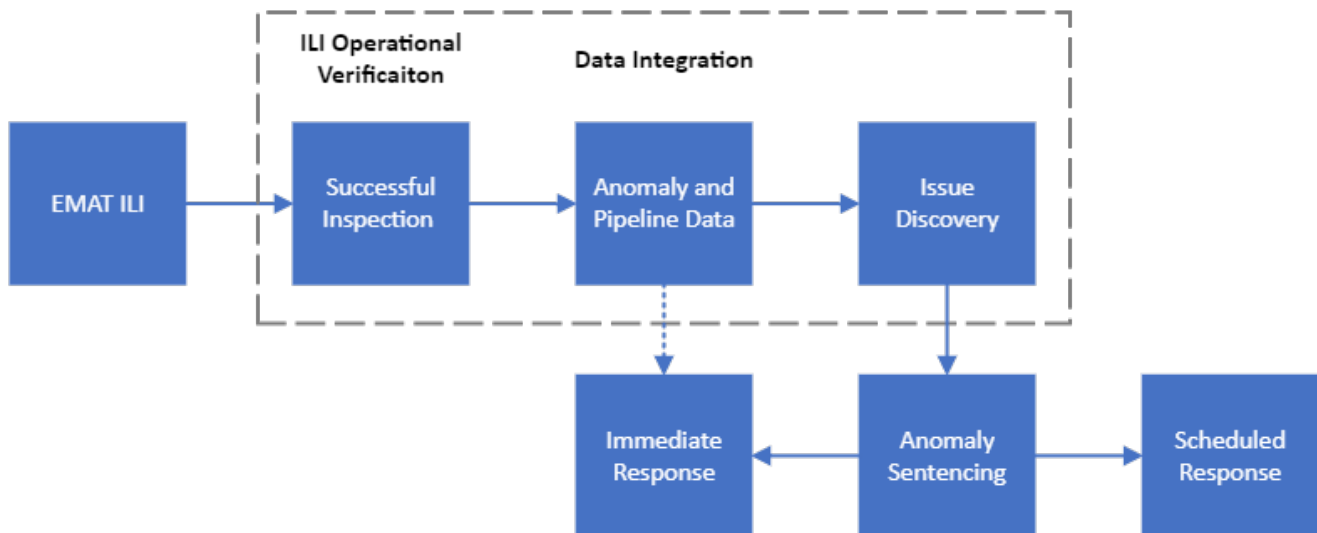 ILI Operational
Verificaiton
Data Integration
EMAT ILI
Successful
Inspection
Anomaly and
Pipeline Data
Issue
Discovery
Immediate
Response
Anomaly
Sentencing
Scheduled
Response